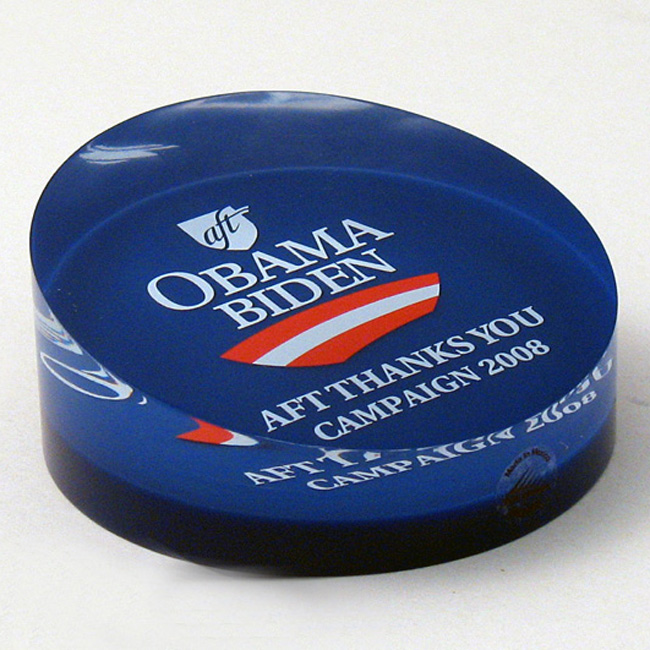 aft
OBAMA
BIDEN
AFT THANKS YOU
CAMPAIGN 2008